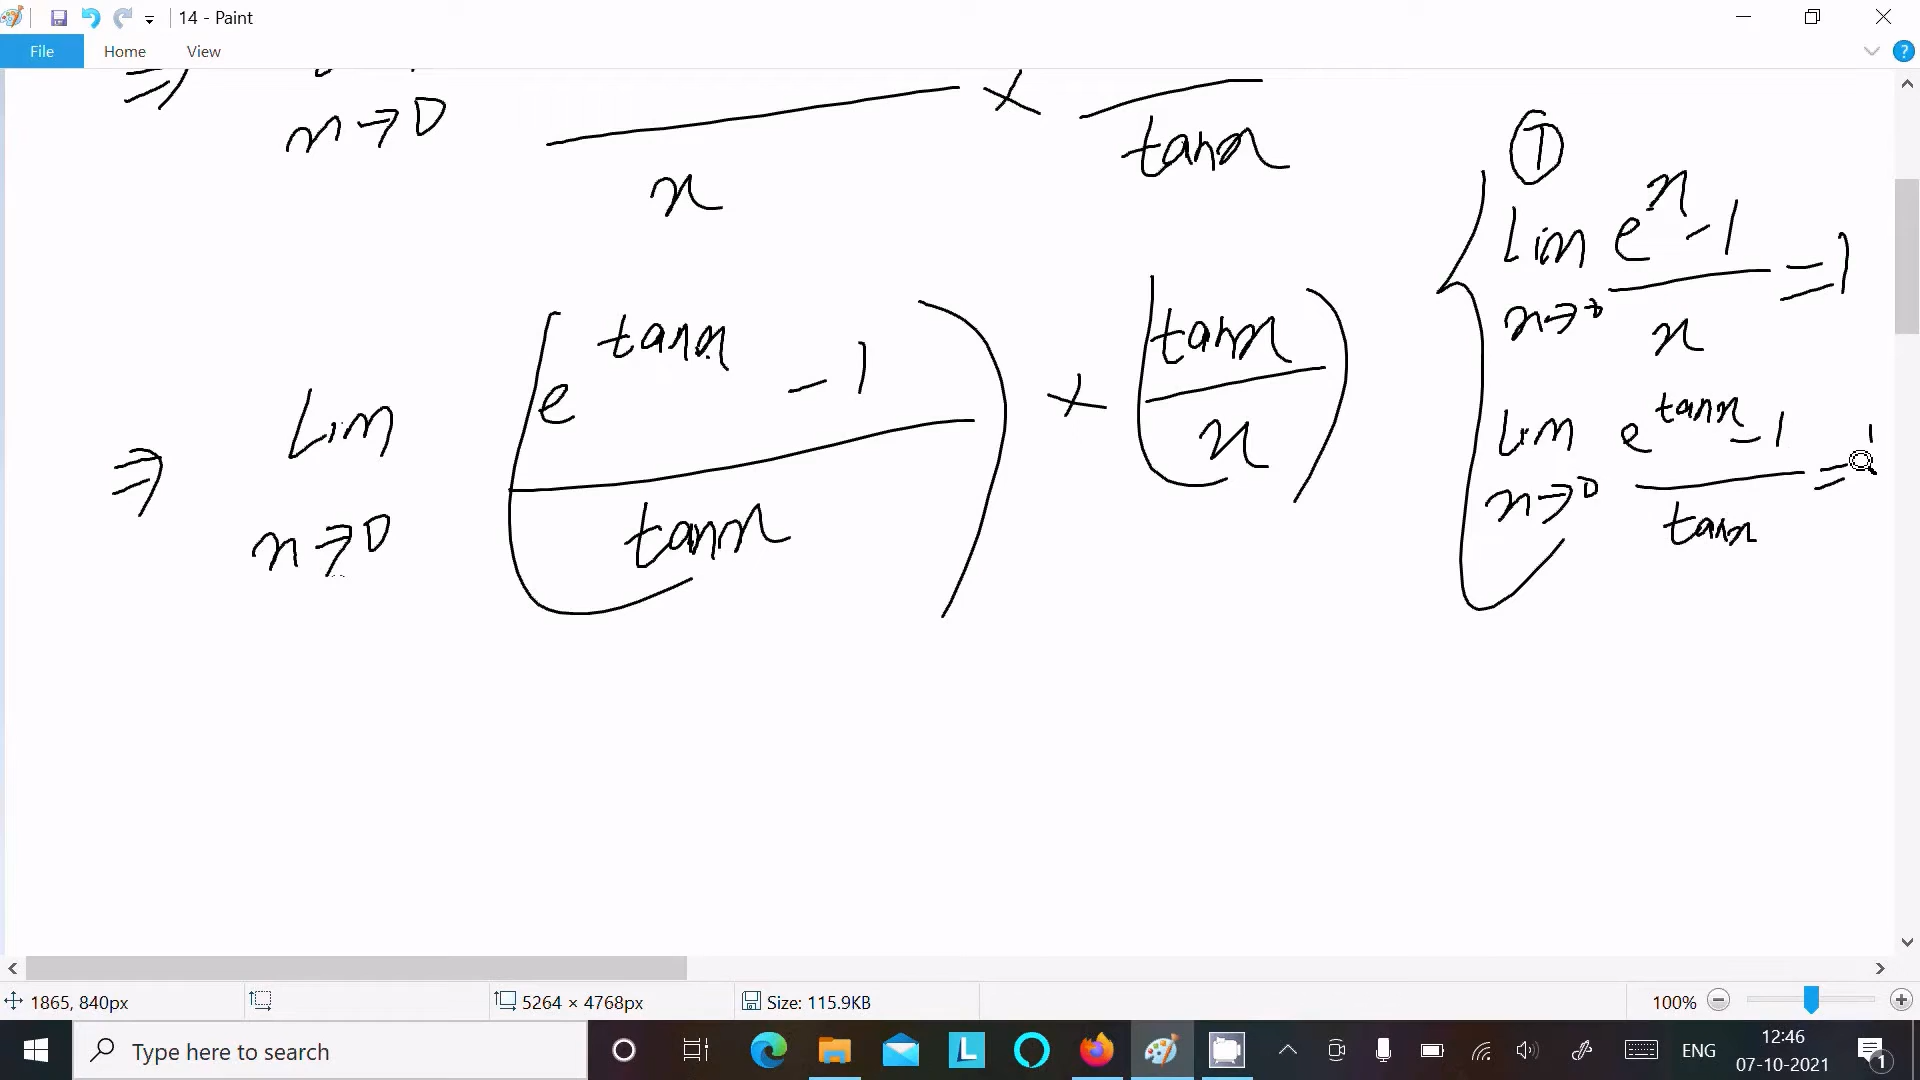 14 - Paint
File Home View
⇒ x→0 ———— × ————
x tanx
①
lim (e^x - 1)/x = 1
x→0
⇒ Lim ((e^tanx - 1)/tanx) × (tanx/x)
x→0
lim (e^tanx - 1)/tanx = 1
x→0
1865, 840px 5264 × 4768px Size: 115.9KB 100%
Type here to search ENG 12:46
07-10-2021 1